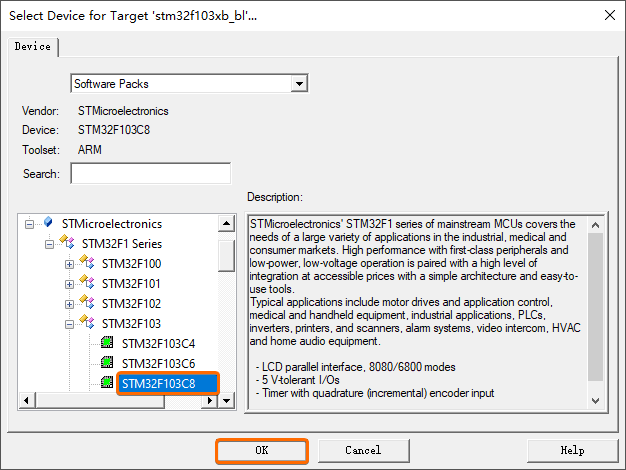 Select Device for Target 'stm32f103xb_bl'...
Device
Software Packs
Vendor: STMicroelectronics
Device: STM32F103C8
Toolset: ARM
Search:
Description:
STMicroelectronics
STM32F1 Series
STM32F100
STM32F101
STM32F102
STM32F103
STM32F103C4
STM32F103C6
STM32F103C8
STMicroelectronics' STM32F1 series of mainstream MCUs covers the
needs of a large variety of applications in the industrial, medical and
consumer markets. High performance with first-class peripherals and
low-power, low-voltage operation is paired with a high level of
integration at accessible prices with a simple architecture and easy-to-
use tools.
Typical applications include motor drives and application control,
medical and handheld equipment, industrial applications, PLCs,
inverters, printers, and scanners, alarm systems, video intercom, HVAC
and home audio equipment.
- LCD parallel interface, 8080/6800 modes
- 5 V-tolerant I/Os
- Timer with quadrature (incremental) encoder input
OK
Cancel
Help